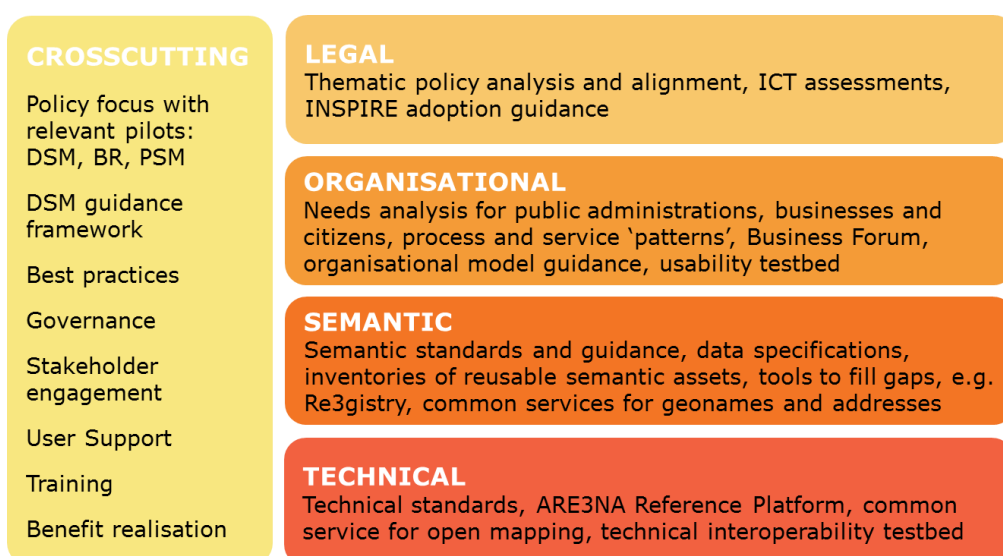 CROSSCUTTING
Policy focus with
relevant pilots:
DSM, BR, PSM
DSM guidance
framework
Best practices
Governance
Stakeholder
engagement
User Support
Training
Benefit realisation
LEGAL
Thematic policy analysis and alignment, ICT assessments,
INSPIRE adoption guidance
ORGANISATIONAL
Needs analysis for public administrations, businesses and
citizens, process and service ‘patterns’, Business Forum,
organisational model guidance, usability testbed
SEMANTIC
Semantic standards and guidance, data specifications,
inventories of reusable semantic assets, tools to fill gaps, e.g.
Re3gistry, common services for geonames and addresses
TECHNICAL
Technical standards, ARE3NA Reference Platform, common
service for open mapping, technical interoperability testbed